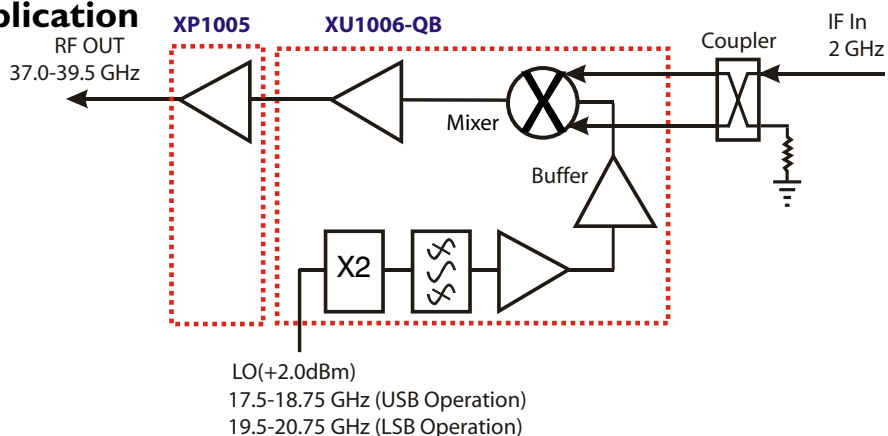 plication
XP1005
XU1006-QB
RF OUT
37.0-39.5 GHz
Coupler
IF In
2 GHz
Mixer
Buffer
X2
LO(+2.0dBm)
17.5-18.75 GHz (USB Operation)
19.5-20.75 GHz (LSB Operation)